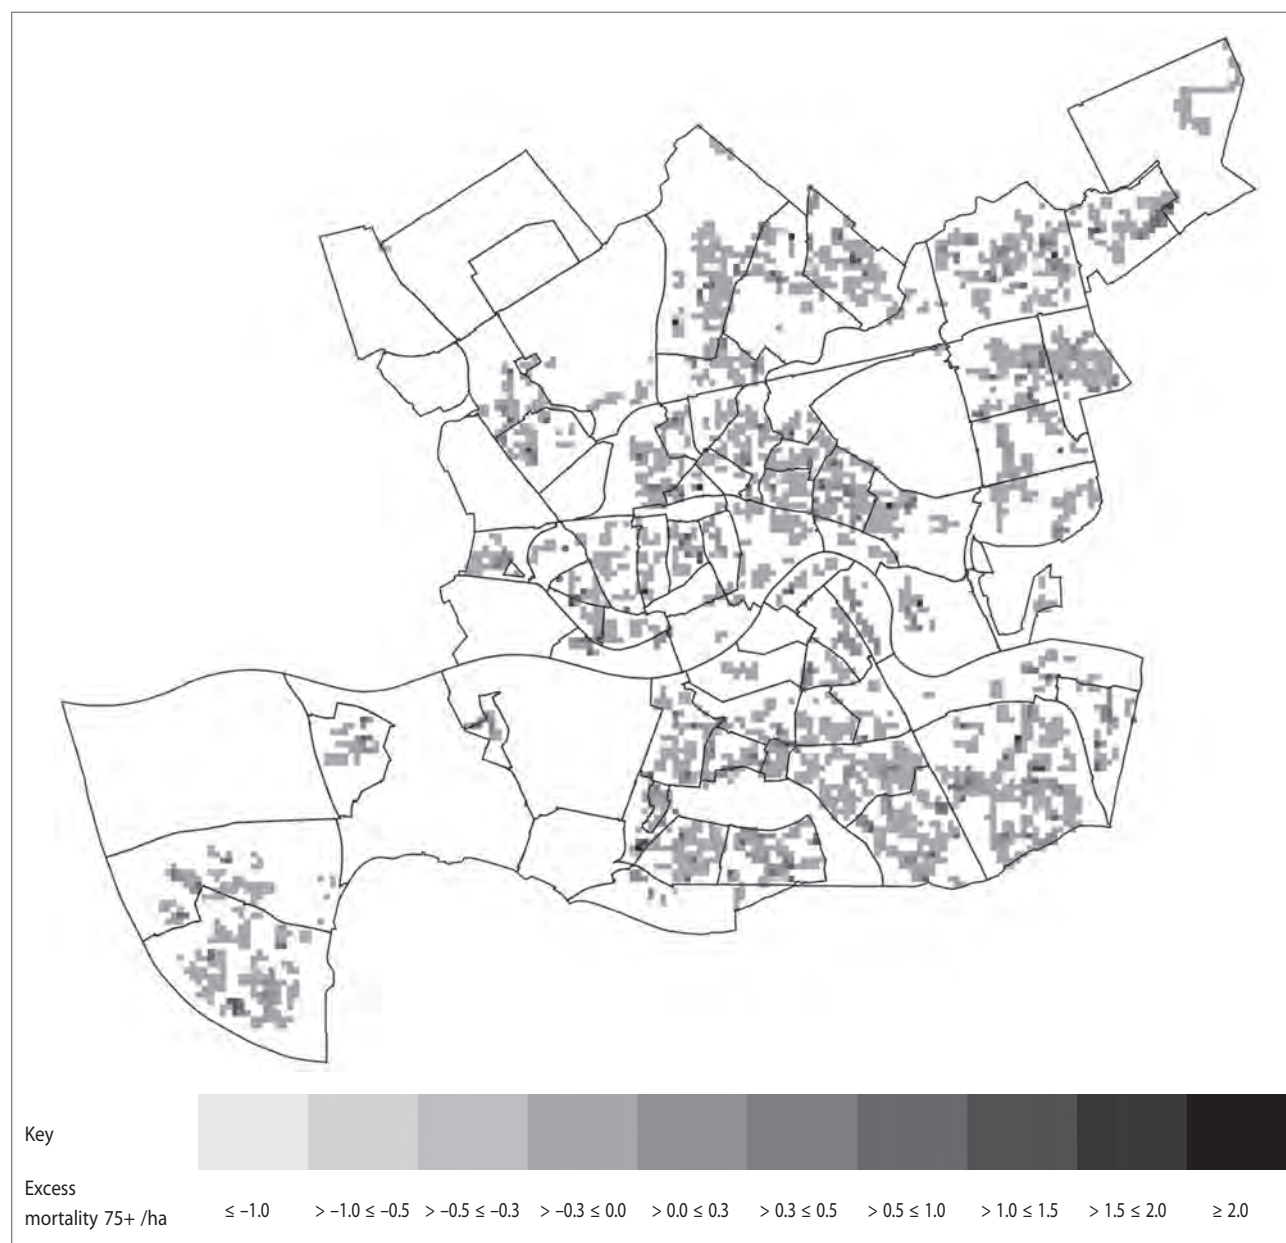 Key
Excess
mortality 75+ /ha
≤ –1.0 > –1.0 ≤ –0.5 > –0.5 ≤ –0.3 > –0.3 ≤ 0.0 > 0.0 ≤ 0.3 > 0.3 ≤ 0.5 > 0.5 ≤ 1.0 > 1.0 ≤ 1.5 > 1.5 ≤ 2.0 ≥ 2.0